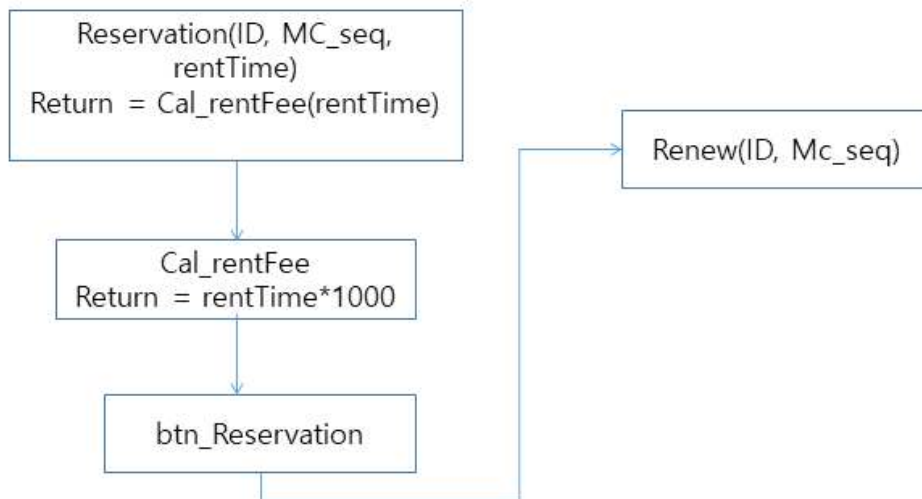 Reservation(ID, MC_seq,
rentTime)
Return = Cal_rentFee(rentTime)
Cal_rentFee
Return = rentTime*1000
btn_Reservation
Renew(ID, Mc_seq)